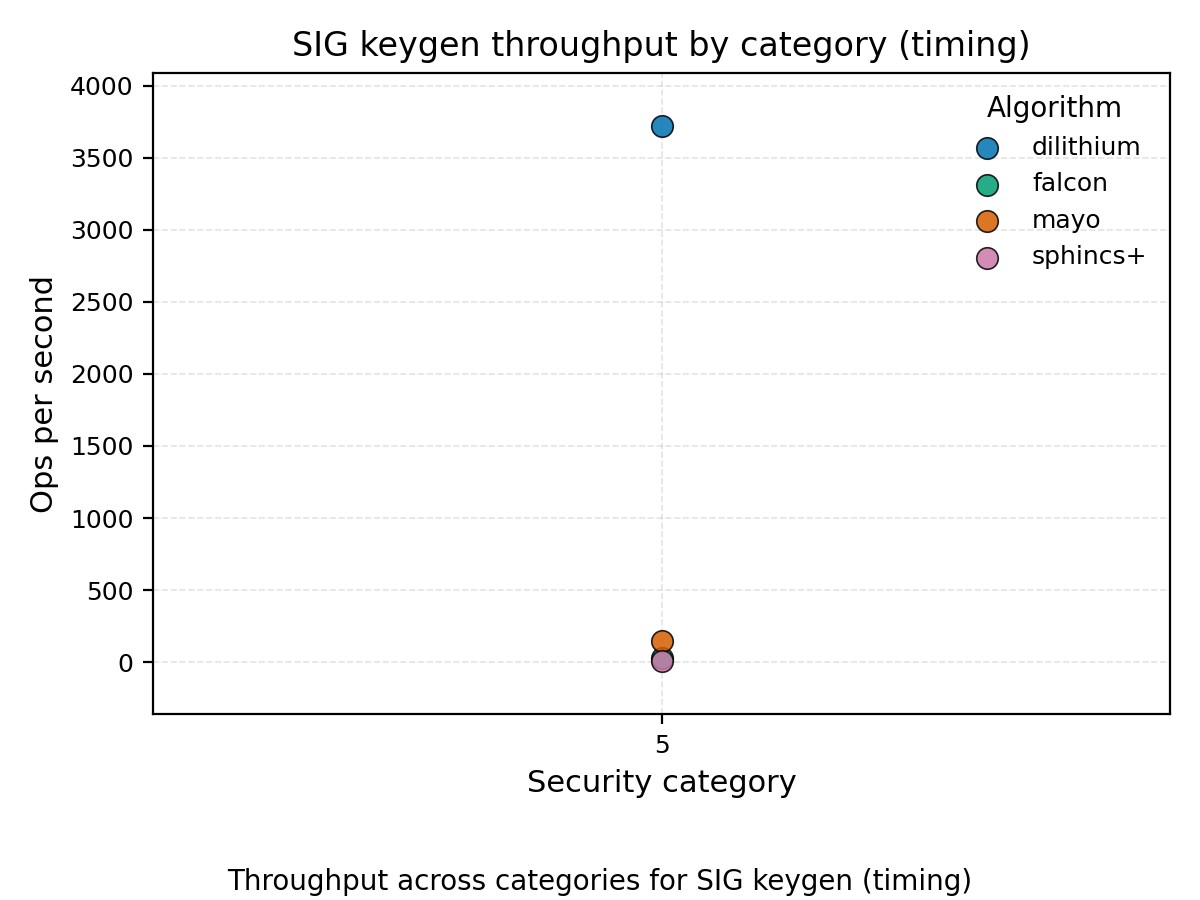 SIG keygen throughput by category (timing)
4000
3500
3000
2500
2000
1500
1000
500
0
Ops per second
Algorithm
dilithium
falcon
mayo
sphincs+
5
Security category
Throughput across categories for SIG keygen (timing)